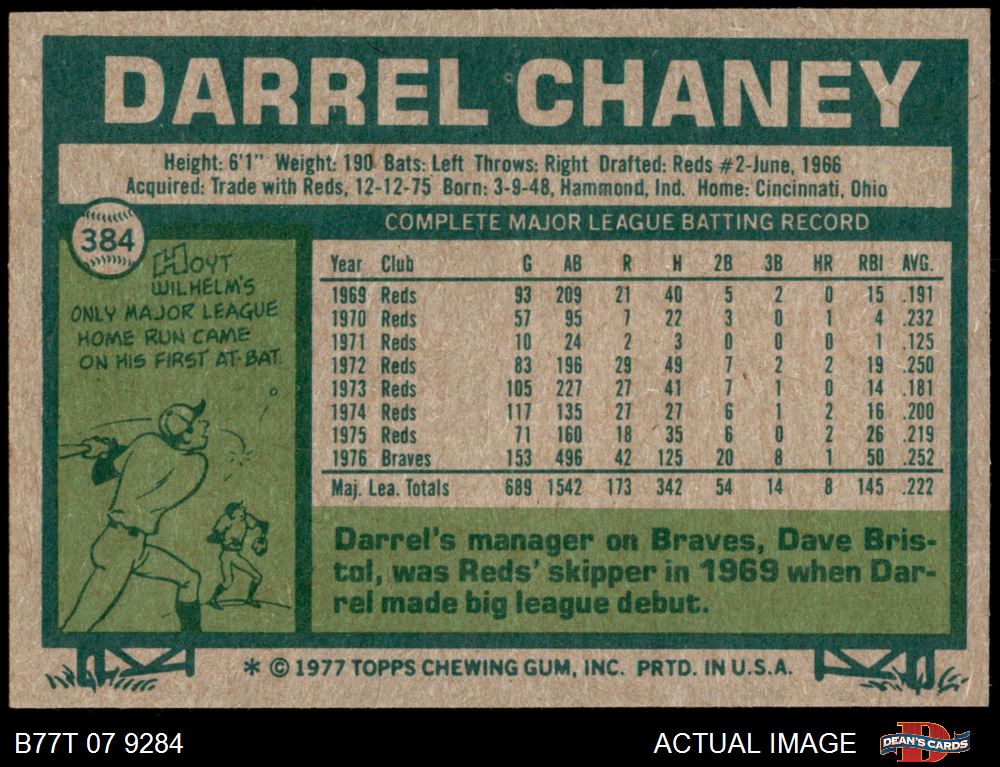 DARREL CHANEY
Height: 6'1" Weight: 190 Bats: Left Throws: Right Drafted: Reds #2-June, 1966
Acquired: Trade with Reds, 12-12-75 Born: 3-9-48, Hammond, Ind. Home: Cincinnati, Ohio
384
COMPLETE MAJOR LEAGUE BATTING RECORD
HOYT
WILHELM'S
ONLY MAJOR LEAGUE
HOME RUN CAME
ON HIS FIRST AT-BAT.
Year Club G AB R H 2B 3B HR RBI AVG.
1969 Reds 93 209 21 40 5 2 0 15 .191
1970 Reds 57 95 7 22 3 0 1 4 .232
1971 Reds 10 24 2 3 0 0 0 1 .125
1972 Reds 83 196 29 49 7 2 2 19 .250
1973 Reds 105 227 27 41 7 1 0 14 .181
1974 Reds 117 135 27 27 6 1 2 16 .200
1975 Reds 71 160 18 35 6 0 2 26 .219
1976 Braves 153 496 42 125 20 8 1 50 .252
Maj. Lea. Totals 689 1542 173 342 54 14 8 145 .222
Darrel's manager on Braves, Dave Bris-
tol, was Reds' skipper in 1969 when Dar-
rel made big league debut.
* © 1977 TOPPS CHEWING GUM, INC. PRTD. IN U.S.A.
B77T 07 9284
ACTUAL IMAGE
D
DEAN'S CARDS